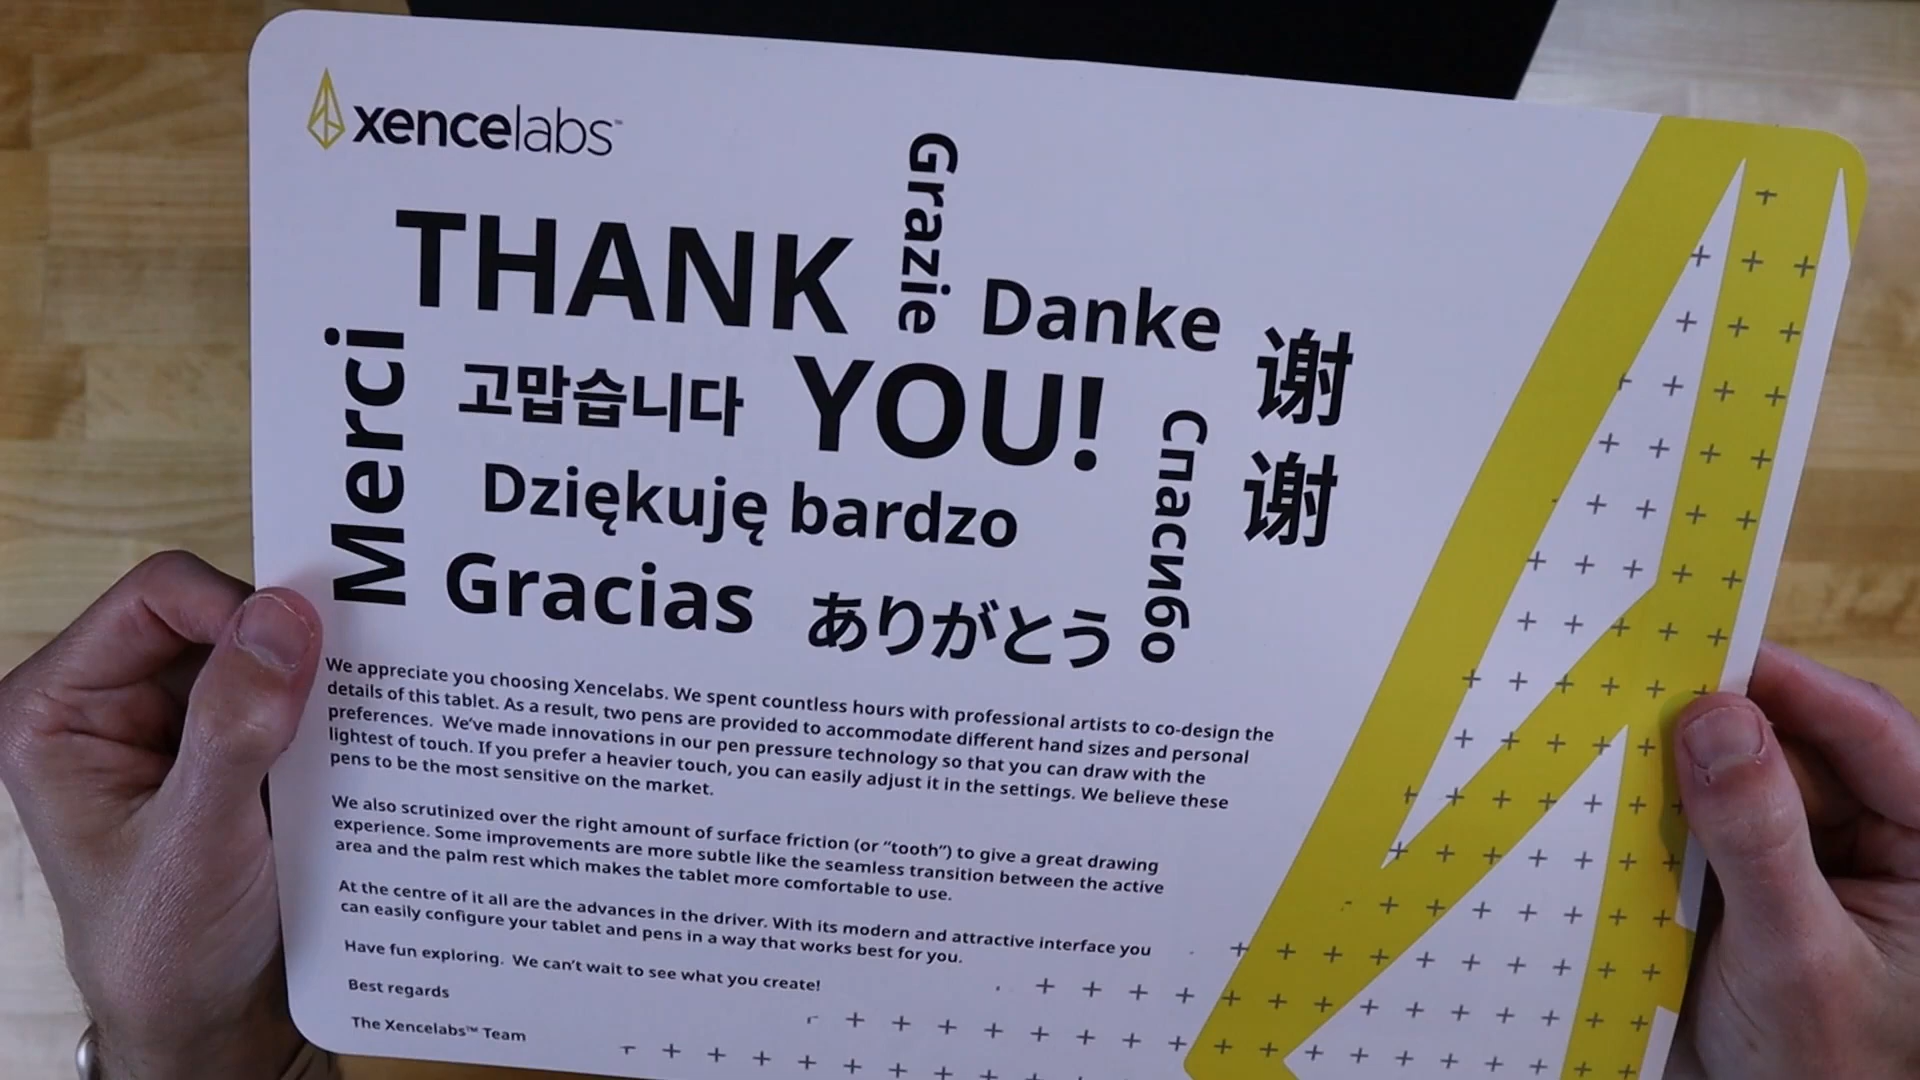 xencelabs™
THANK
Grazie
Danke
谢
谢
Merci
고맙습니다
YOU!
Спасибо
Dziękuję bardzo
Gracias
ありがとう
We appreciate you choosing Xencelabs. We spent countless hours with professional artists to co-design the
details of this tablet. As a result, two pens are provided to accommodate different hand sizes and personal
preferences. We’ve made innovations in our pen pressure technology so that you can draw with the
lightest of touch. If you prefer a heavier touch, you can easily adjust it in the settings. We believe these
pens to be the most sensitive on the market.
We also scrutinized over the right amount of surface friction (or “tooth”) to give a great drawing
experience. Some improvements are more subtle like the seamless transition between the active
area and the palm rest which makes the tablet more comfortable to use.
At the centre of it all are the advances in the driver. With its modern and attractive interface you
can easily configure your tablet and pens in a way that works best for you.
Have fun exploring. We can’t wait to see what you create!
Best regards
The Xencelabs™ Team